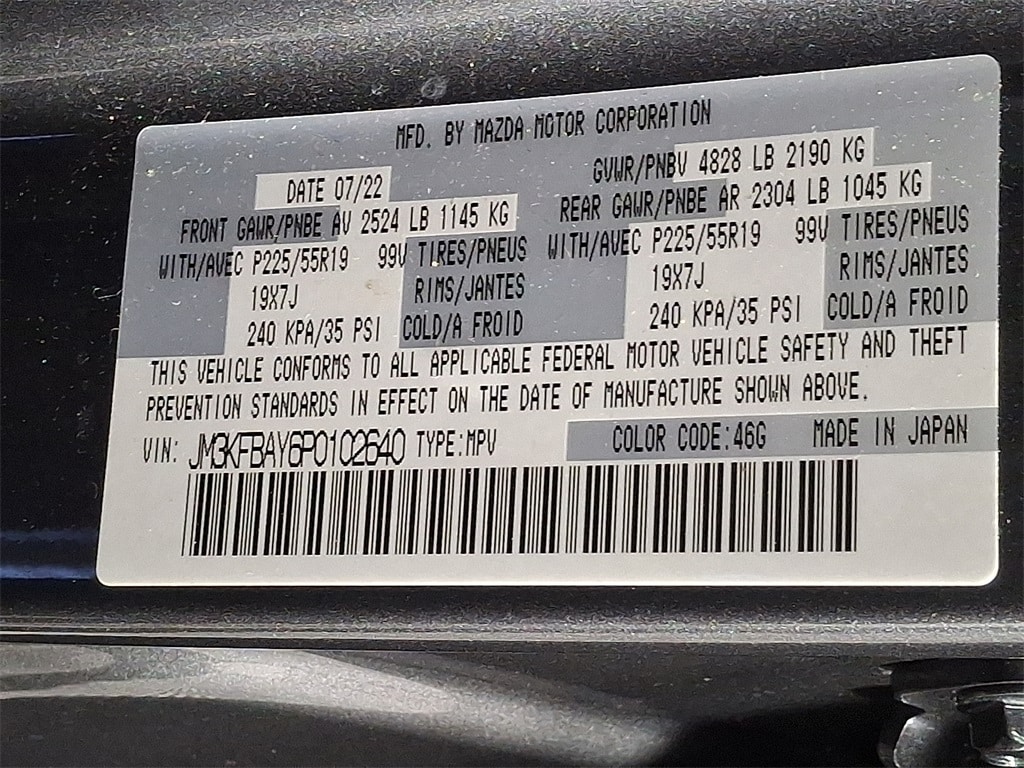 MFD. BY MAZDA MOTOR CORPORATION
DATE 07/22 GVWR/PNBV 4828 LB 2190 KG
FRONT GAWR/PNBE AV 2524 LB 1145 KG REAR GAWR/PNBE AR 2304 LB 1045 KG
WITH/AVEC P225/55R19 99V TIRES/PNEUS WITH/AVEC P225/55R19 99V TIRES/PNEUS
19X7J RIMS/JANTES 19X7J RIMS/JANTES
240 KPA/35 PSI COLD/A FROID 240 KPA/35 PSI COLD/A FROID
THIS VEHICLE CONFORMS TO ALL APPLICABLE FEDERAL MOTOR VEHICLE SAFETY AND THEFT
PREVENTION STANDARDS IN EFFECT ON THE DATE OF MANUFACTURE SHOWN ABOVE.
VIN: JM3KFBAY6P0102640 TYPE:MPV COLOR CODE:46G MADE IN JAPAN